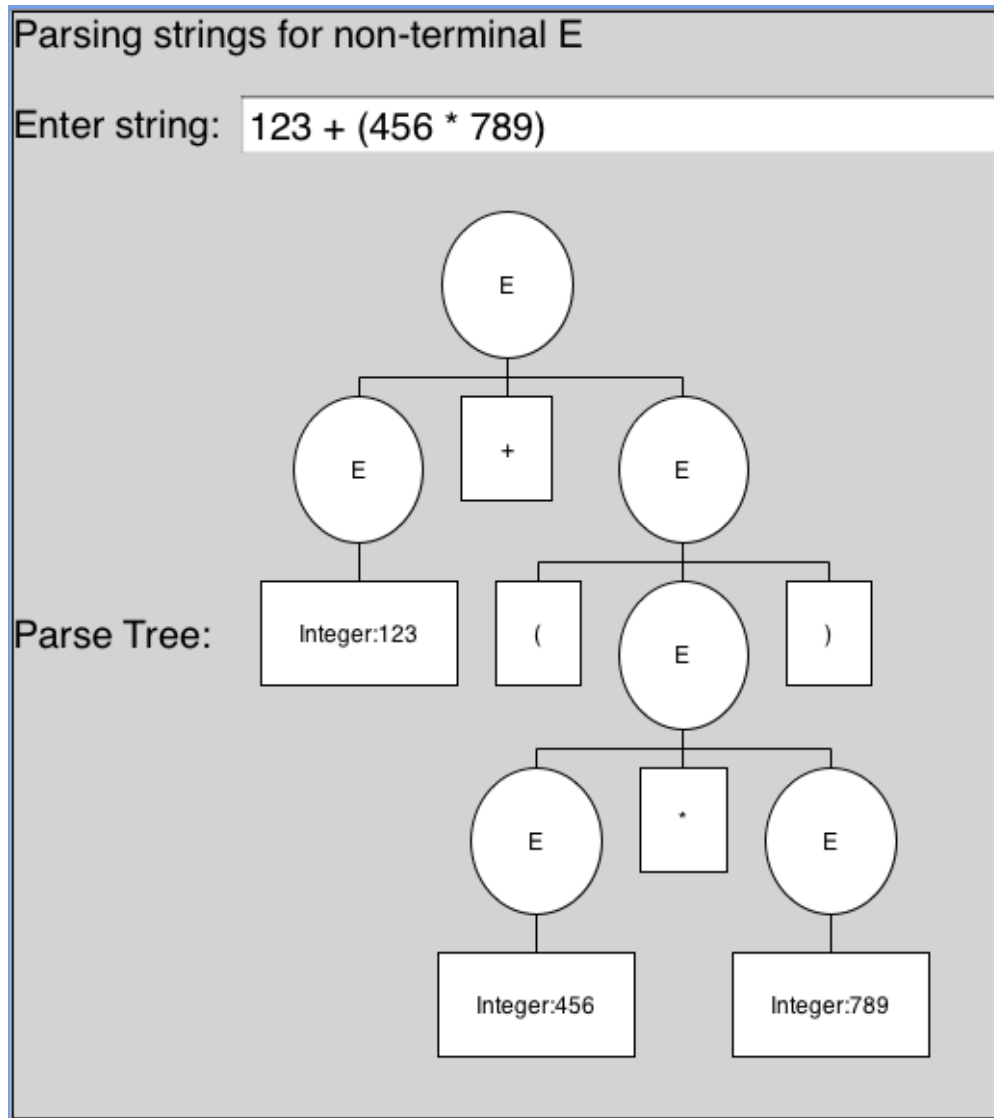 Parsing strings for non-terminal E
Enter string: 123 + (456 * 789)
E
E + E
Parse Tree: Integer:123 ( E )
E * E
Integer:456 Integer:789